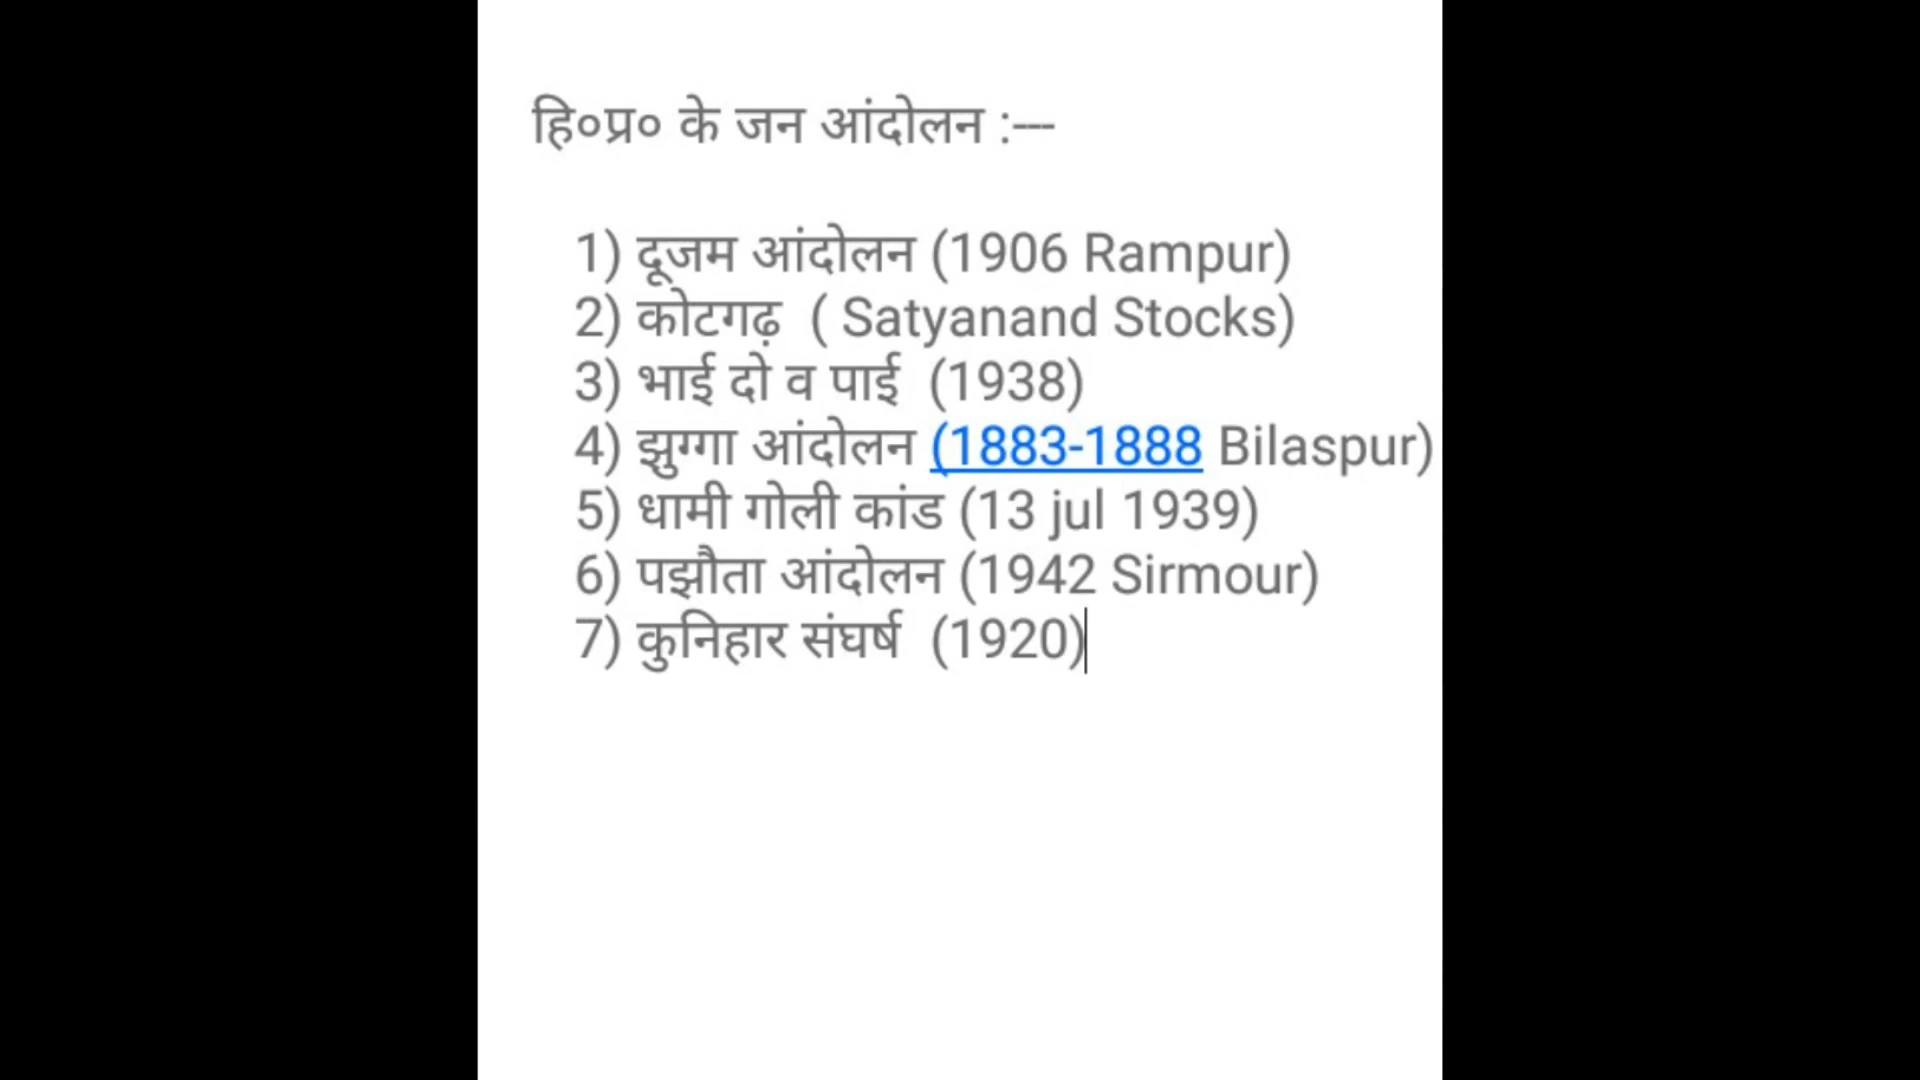 हि०प्र० के जन आंदोलन :---
1) दूजम आंदोलन (1906 Rampur)
2) कोटगढ़ ( Satyanand Stocks)
3) भाई दो व पाई (1938)
4) झुग्गा आंदोलन (1883-1888 Bilaspur)
5) धामी गोली कांड (13 jul 1939)
6) पझौता आंदोलन (1942 Sirmour)
7) कुनिहार संघर्ष (1920)